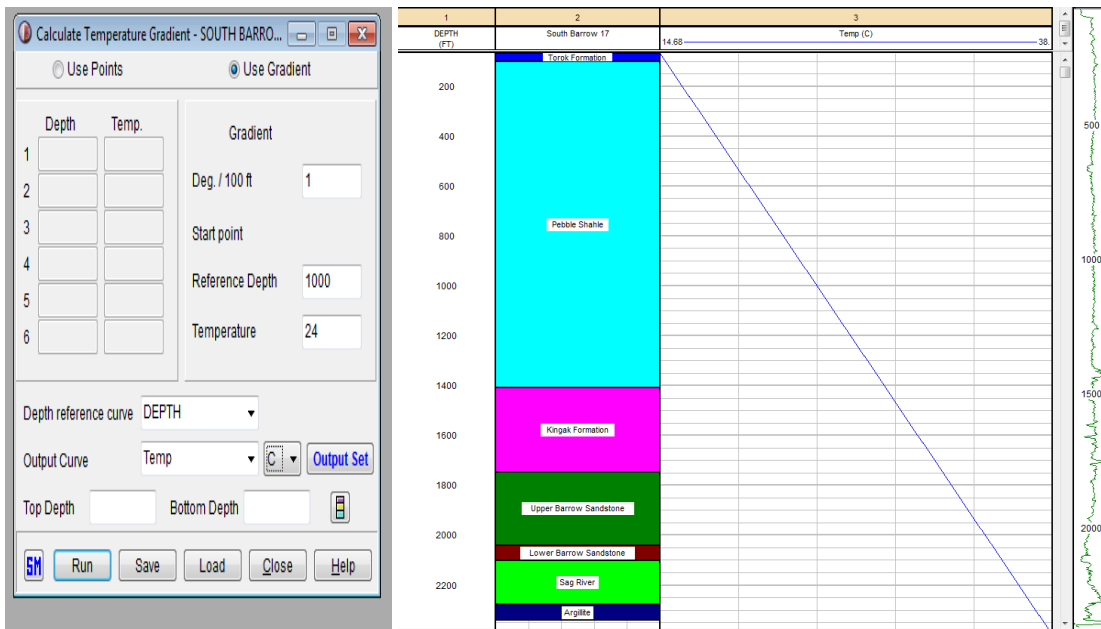 Calculate Temperature Gradient - SOUTH BARRO...
Use Points
Use Gradient
Depth Temp.
1
2
3
4
5
6
Gradient
Deg. / 100 ft 1
Start point
Reference Depth 1000
Temperature 24
Depth reference curve DEPTH
Output Curve Temp C Output Set
Top Depth Bottom Depth
SM Run Save Load Close Help
1 2 3
DEPTH (FT)
South Barrow 17
Temp (C)
14.68 38.
200
400
600
800
1000
1200
1400
1600
1800
2000
2200
Torok Formation
Pebble Shahle
Kingak Formation
Upper Barrow Sandstone
Lower Barrow Sandstone
Sag River
Argillite
500
1000
1500
2000